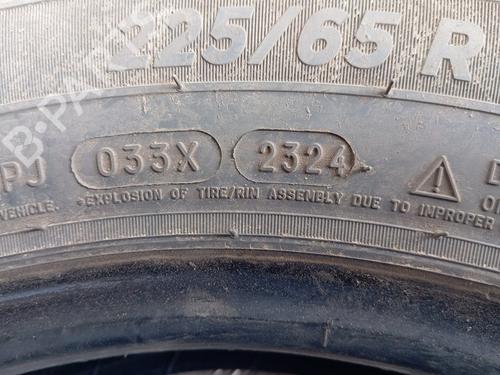 225/65 R
PJ 033X 2324
VEHICLE. •EXPLOSION OF TIRE/RIM ASSEMBLY DUE TO IMPROPER
B-PARTS